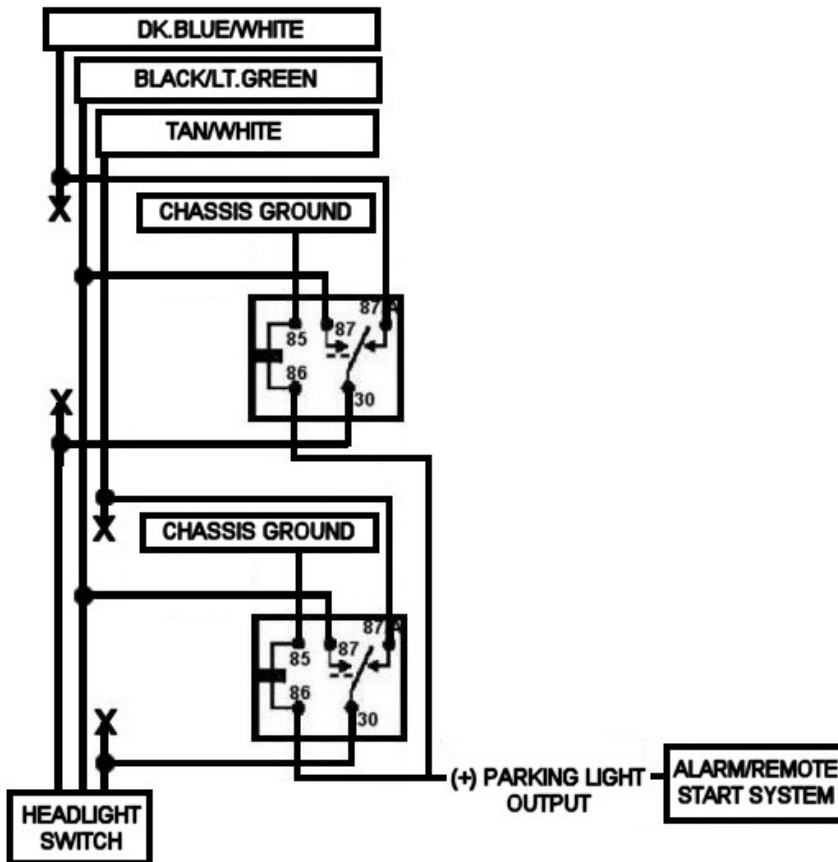 DK.BLUE/WHITE
BLACK/LT.GREEN
TAN/WHITE
X
CHASSIS GROUND
87A
85
87
86
30
X
CHASSIS GROUND
X
87A
85
87
86
30
X
(+) PARKING LIGHT
OUTPUT
ALARM/REMOTE
START SYSTEM
HEADLIGHT
SWITCH